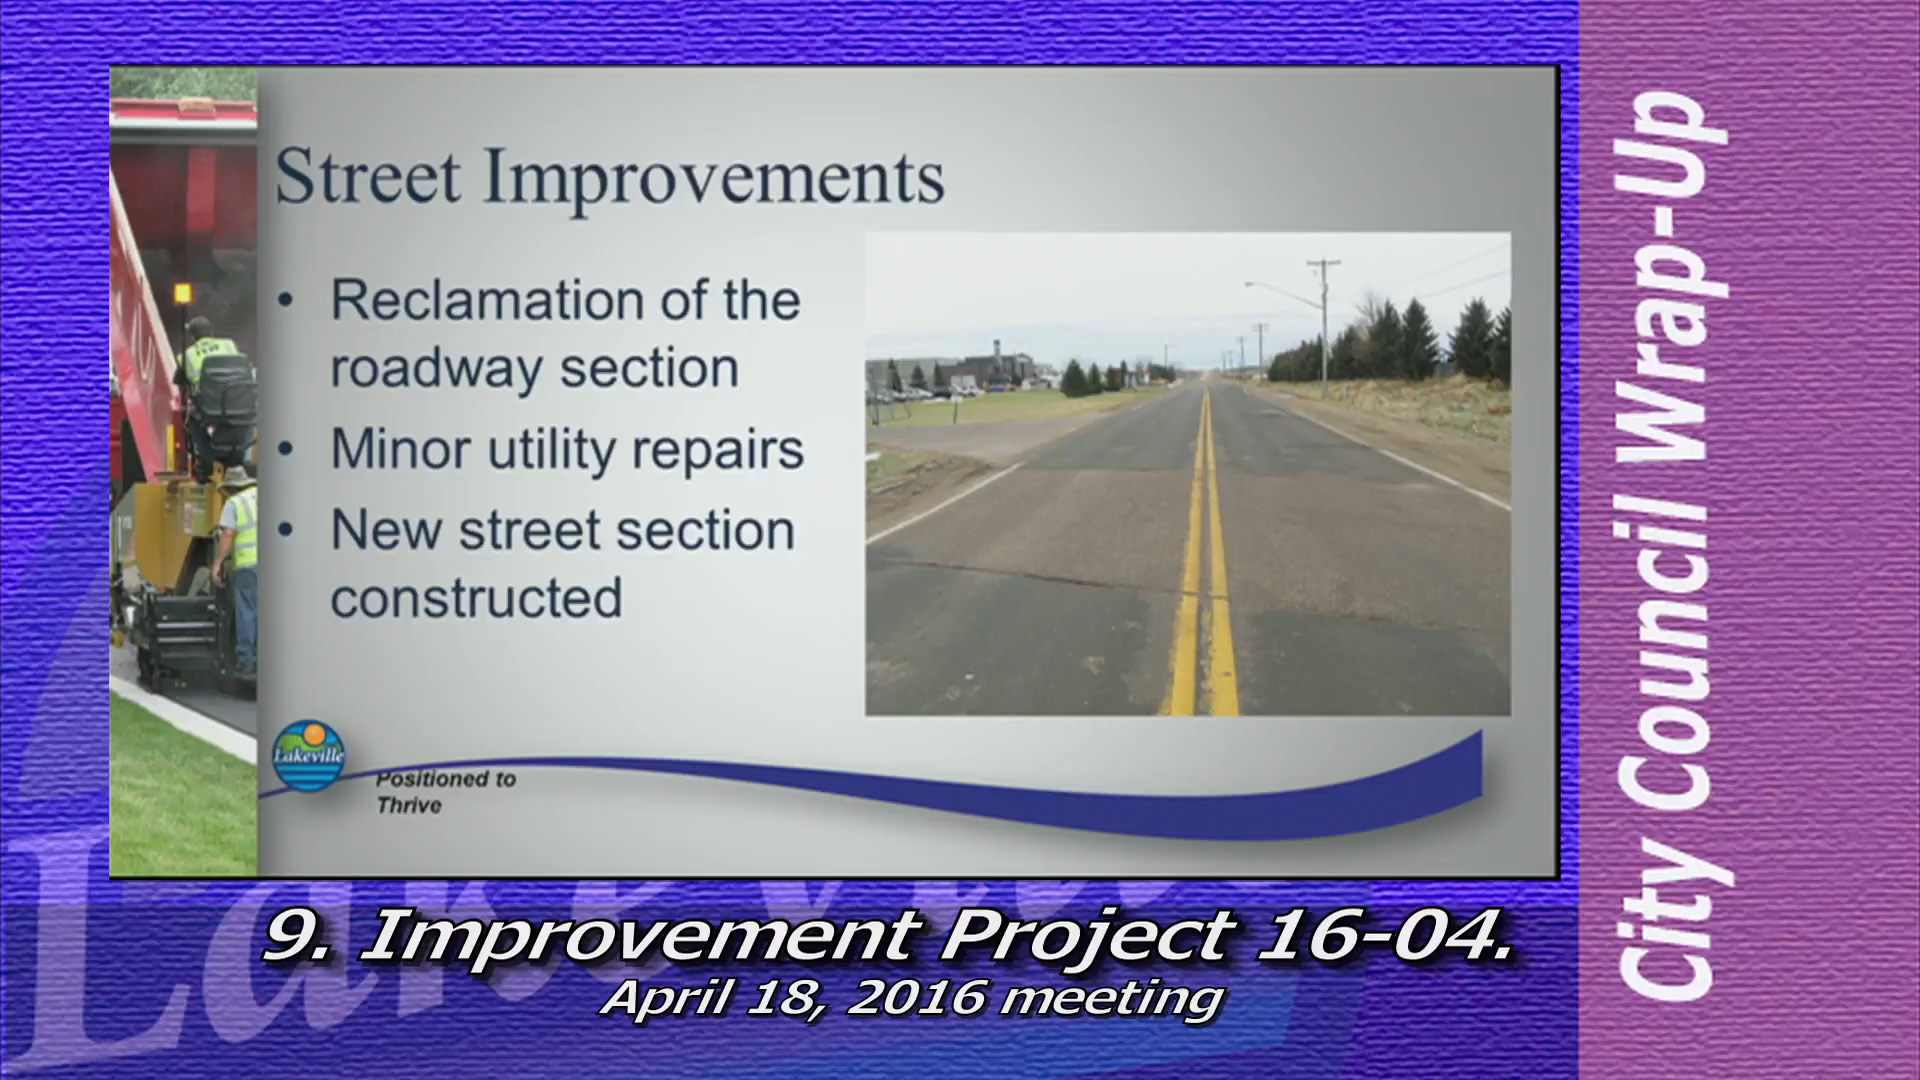 Street Improvements
• Reclamation of the
roadway section
• Minor utility repairs
• New street section
constructed
Lakeville
Positioned to
Thrive
9. Improvement Project 16-04.
April 18, 2016 meeting
City Council Wrap-Up
Lakeville